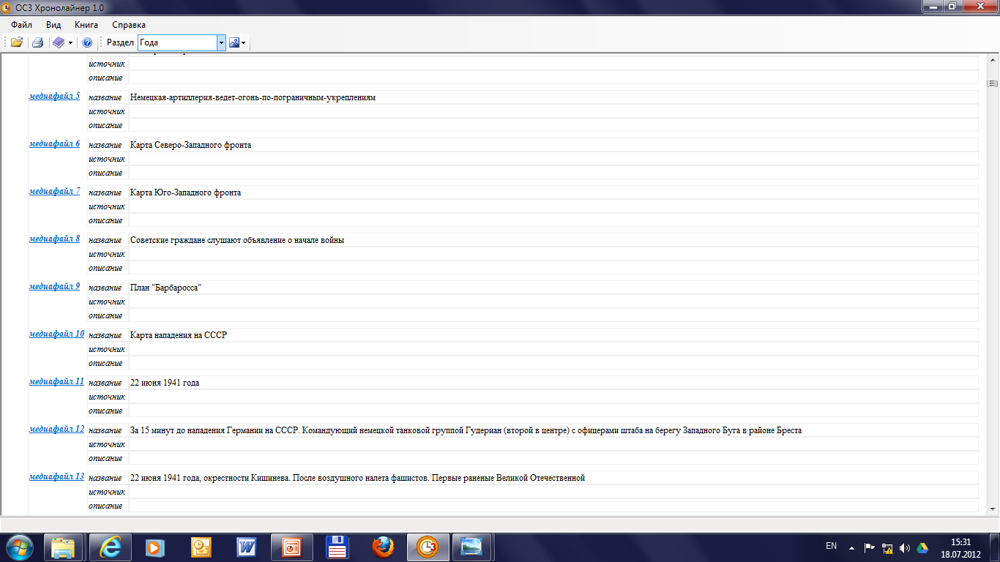 ОСЗ Хронолайнер 1.0
Файл Вид Книга Справка
Раздел Года
источник
описание
медиафайл 5 название Немецкая-артиллерия-ведет-огонь-по-пограничным-укреплениям
источник
описание
медиафайл 6 название Карта Северо-Западного фронта
источник
описание
медиафайл 7 название Карта Юго-Западного фронта
источник
описание
медиафайл 8 название Советские граждане слушают объявление о начале войны
источник
описание
медиафайл 9 название План "Барбаросса"
источник
описание
медиафайл 10 название Карта нападения на СССР
источник
описание
медиафайл 11 название 22 июня 1941 года
источник
описание
медиафайл 12 название За 15 минут до нападения Германии на СССР. Командующий немецкой танковой группой Гудериан (второй в центре) с офицерами штаба на берегу Западного Буга в районе Бреста
источник
описание
медиафайл 13 название 22 июня 1941 года, окрестности Кишинева. После воздушного налета фашистов. Первые раненые Великой Отечественной
источник
описание
EN 15:31
18.07.2012